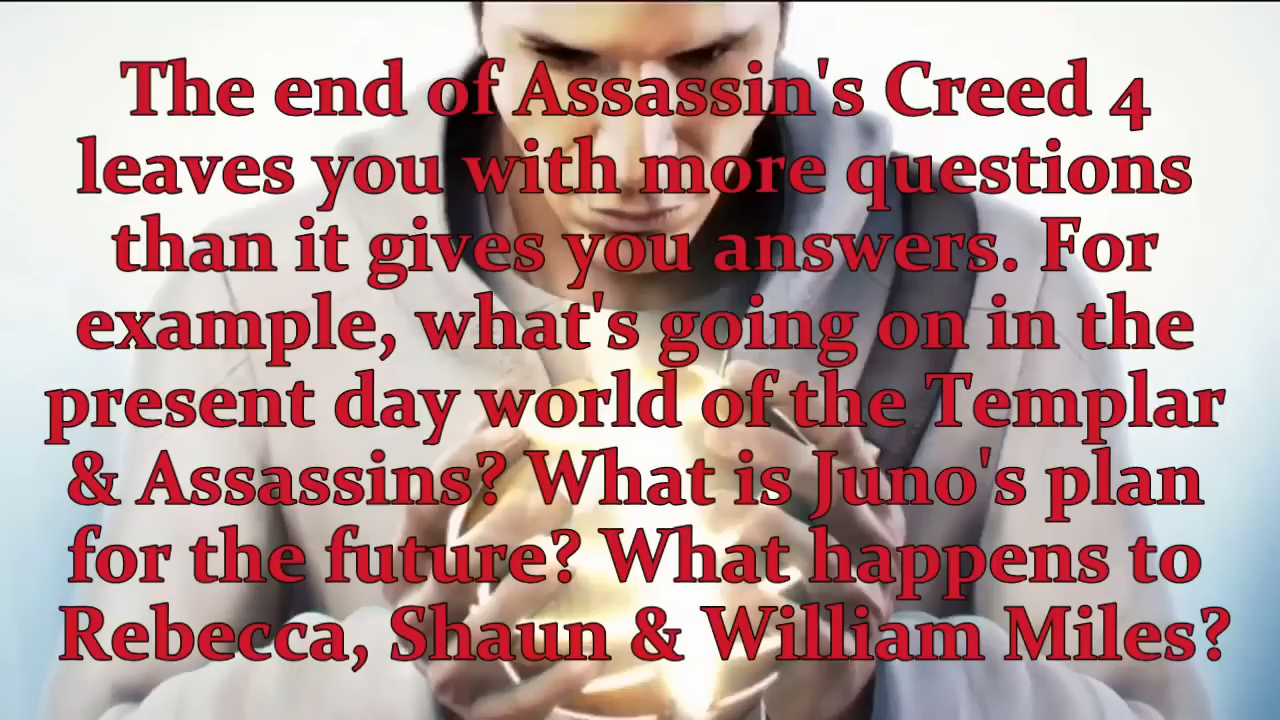 The end of Assassin's Creed 4
leaves you with more questions
than it gives you answers. For
example, what's going on in the
present day world of the Templar
& Assassins? What is Juno's plan
for the future? What happens to
Rebecca, Shaun & William Miles?